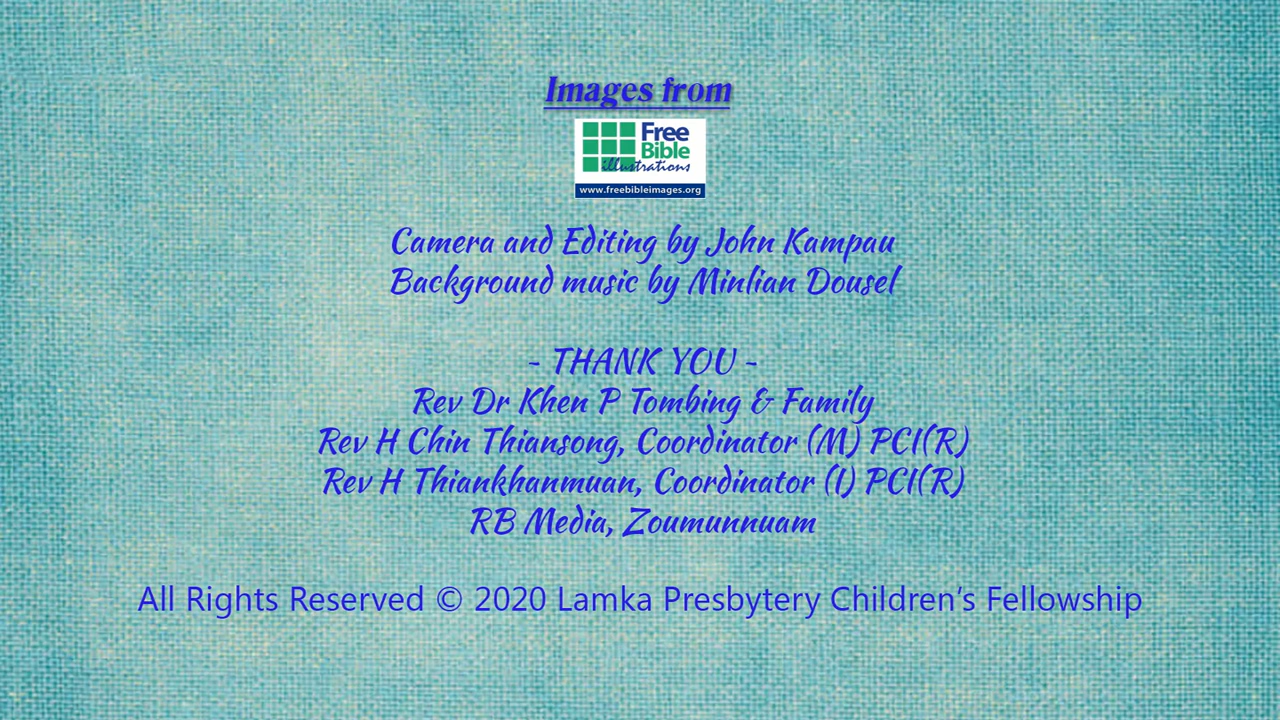 Images from
Free
Bible
illustrations
www.freebibleimages.org
Camera and Editing by John Kampau
Background music by Minlian Dousel
- THANK YOU -
Rev Dr Khen P Tombing & Family
Rev H Chin Thiansong, Coordinator (M) PCI(R)
Rev H Thiankhanmuan, Coordinator (I) PCI(R)
RB Media, Zoumunnuam
All Rights Reserved © 2020 Lamka Presbytery Children’s Fellowship